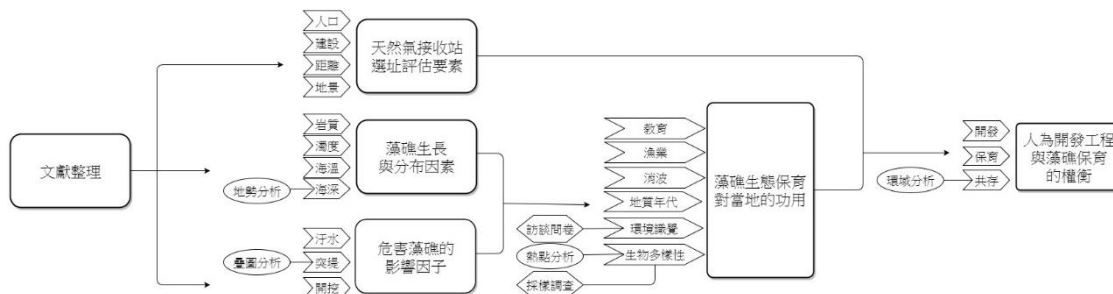 文獻整理
人口
建設
距離
地景
天然氣接收站
選址評估要素
岩質
濁度
海溫
地勢分析
海深
藻礁生長
與分布因素
疊圖分析
汙水
突堤
開挖
危害藻礁的
影響因子
教育
漁業
消波
地質年代
訪談問卷
環境識覺
熱點分析
生物多樣性
採樣調查
藻礁生態保育
對當地的功用
開發
保育
環域分析
共存
人為開發工程
與藻礁保育
的權衡